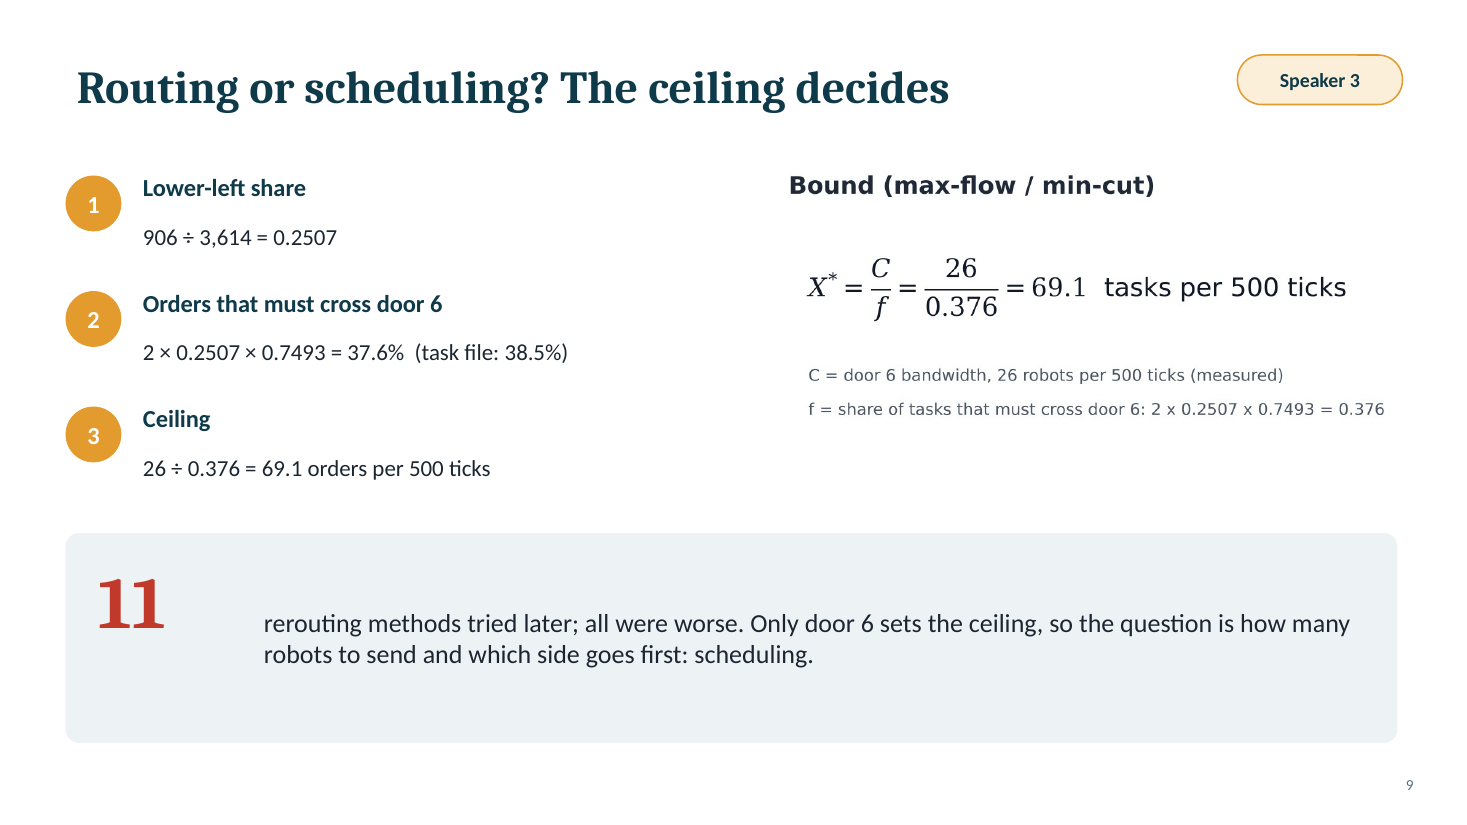 Routing or scheduling? The ceiling decides
Speaker 3
1
Lower-left share
906 ÷ 3,614 = 0.2507
2
Orders that must cross door 6
2 × 0.2507 × 0.7493 = 37.6%  (task file: 38.5%)
3
Ceiling
26 ÷ 0.376 = 69.1 orders per 500 ticks
Bound (max-flow / min-cut)
X* = C/f = 26/0.376 = 69.1 tasks per 500 ticks
C = door 6 bandwidth, 26 robots per 500 ticks (measured)
f = share of tasks that must cross door 6: 2 x 0.2507 x 0.7493 = 0.376
11
rerouting methods tried later; all were worse. Only door 6 sets the ceiling, so the question is how many
robots to send and which side goes first: scheduling.
9